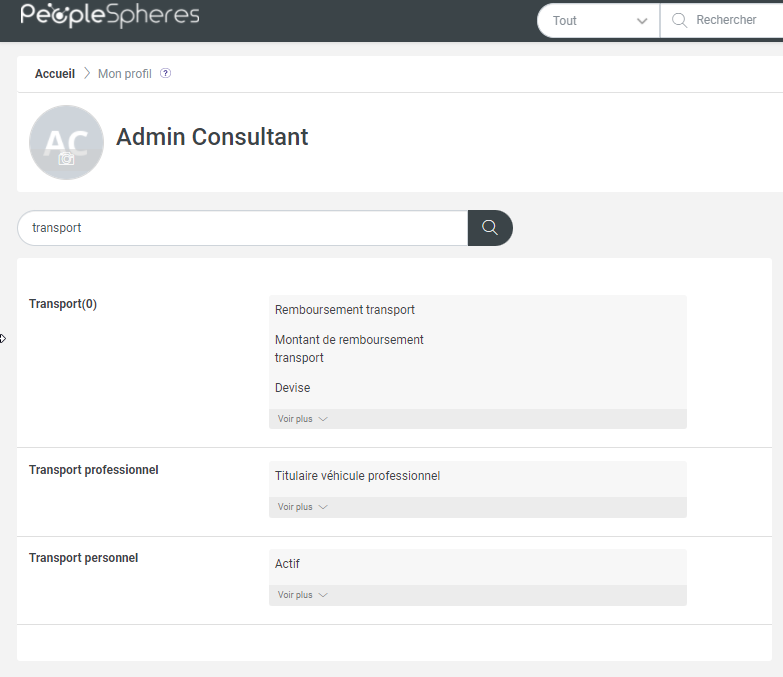 PeopleSpheres
Tout
Rechercher
Accueil
Mon profil
?
AC
Admin Consultant
transport
Transport(0)
Remboursement transport
Montant de remboursement
transport
Devise
Voir plus
Transport professionnel
Titulaire véhicule professionnel
Voir plus
Transport personnel
Actif
Voir plus